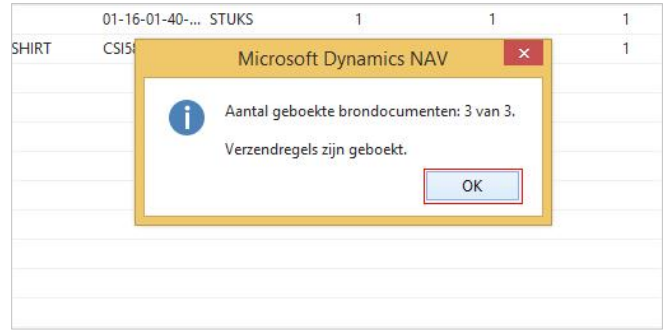 01-16-01-40-... STUKS 1 1 1
SHIRT CSI58 1
Microsoft Dynamics NAV
Aantal geboekte brondocumenten: 3 van 3.
Verzendregels zijn geboekt.
OK